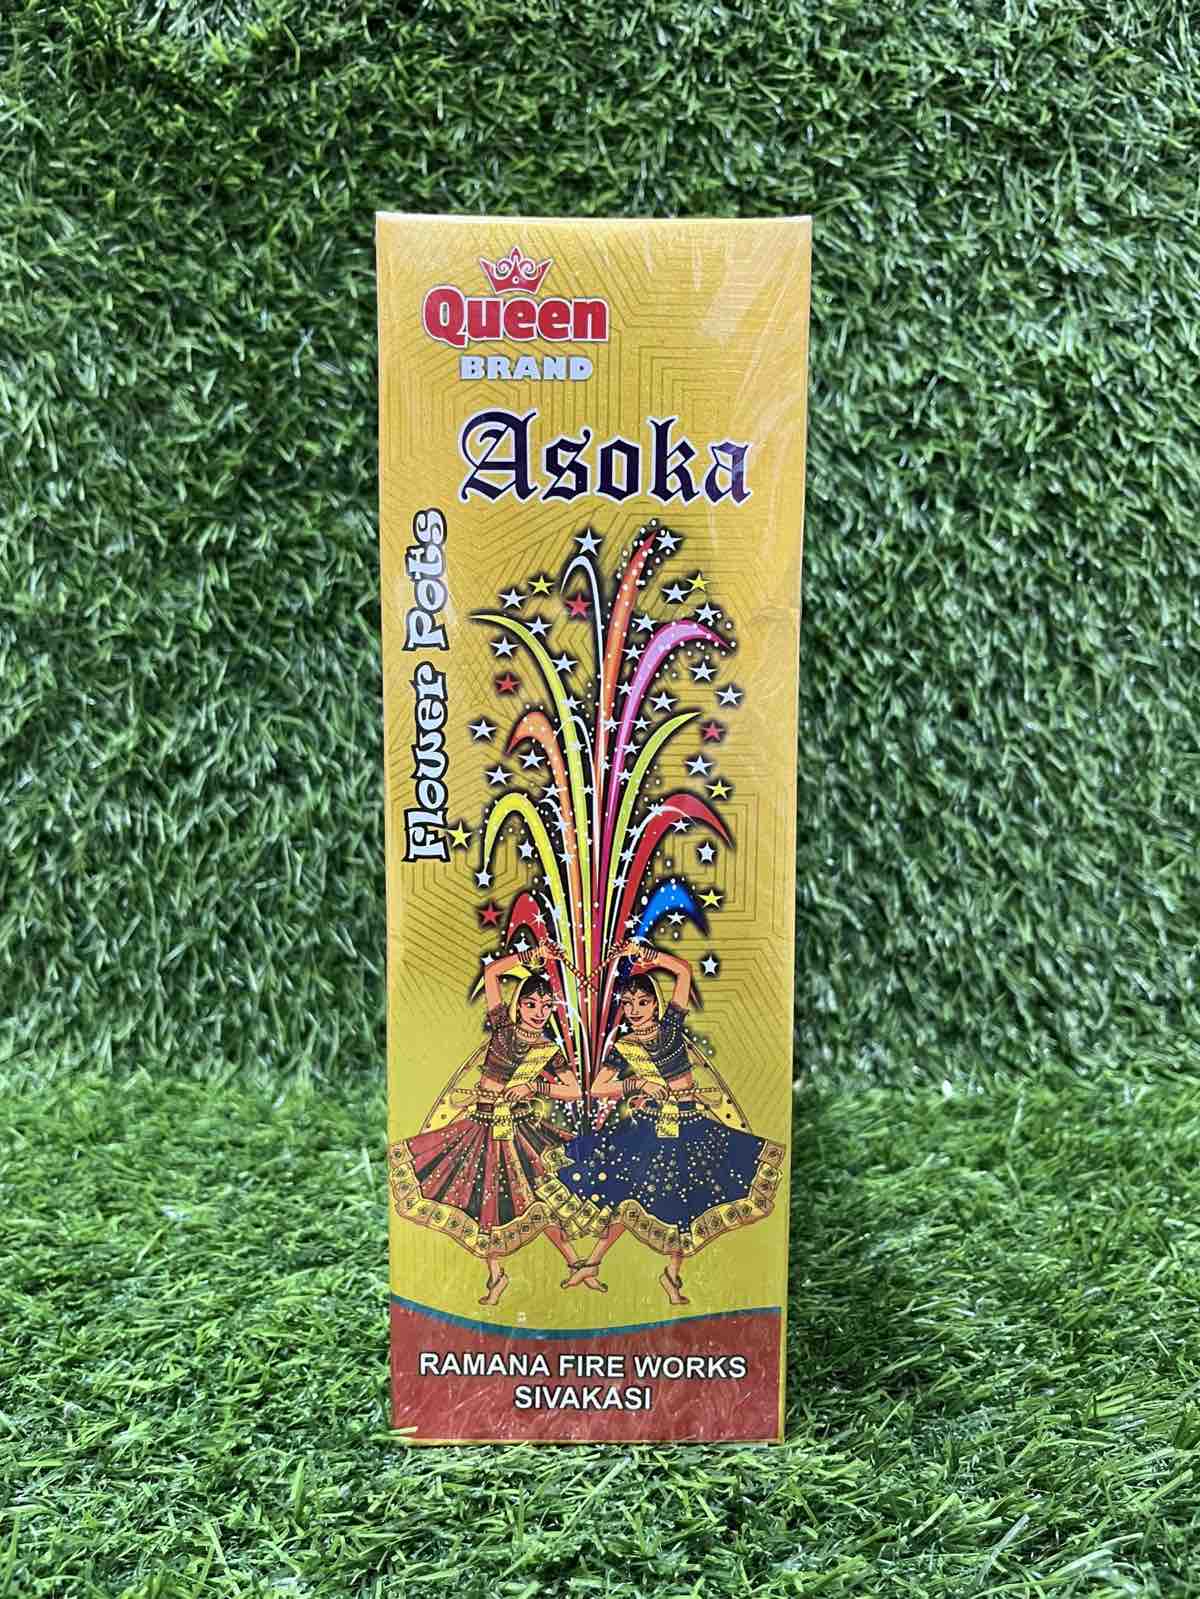 Queen
BRAND
Asoka
Flower Pots
RAMANA FIRE WORKS
SIVAKASI